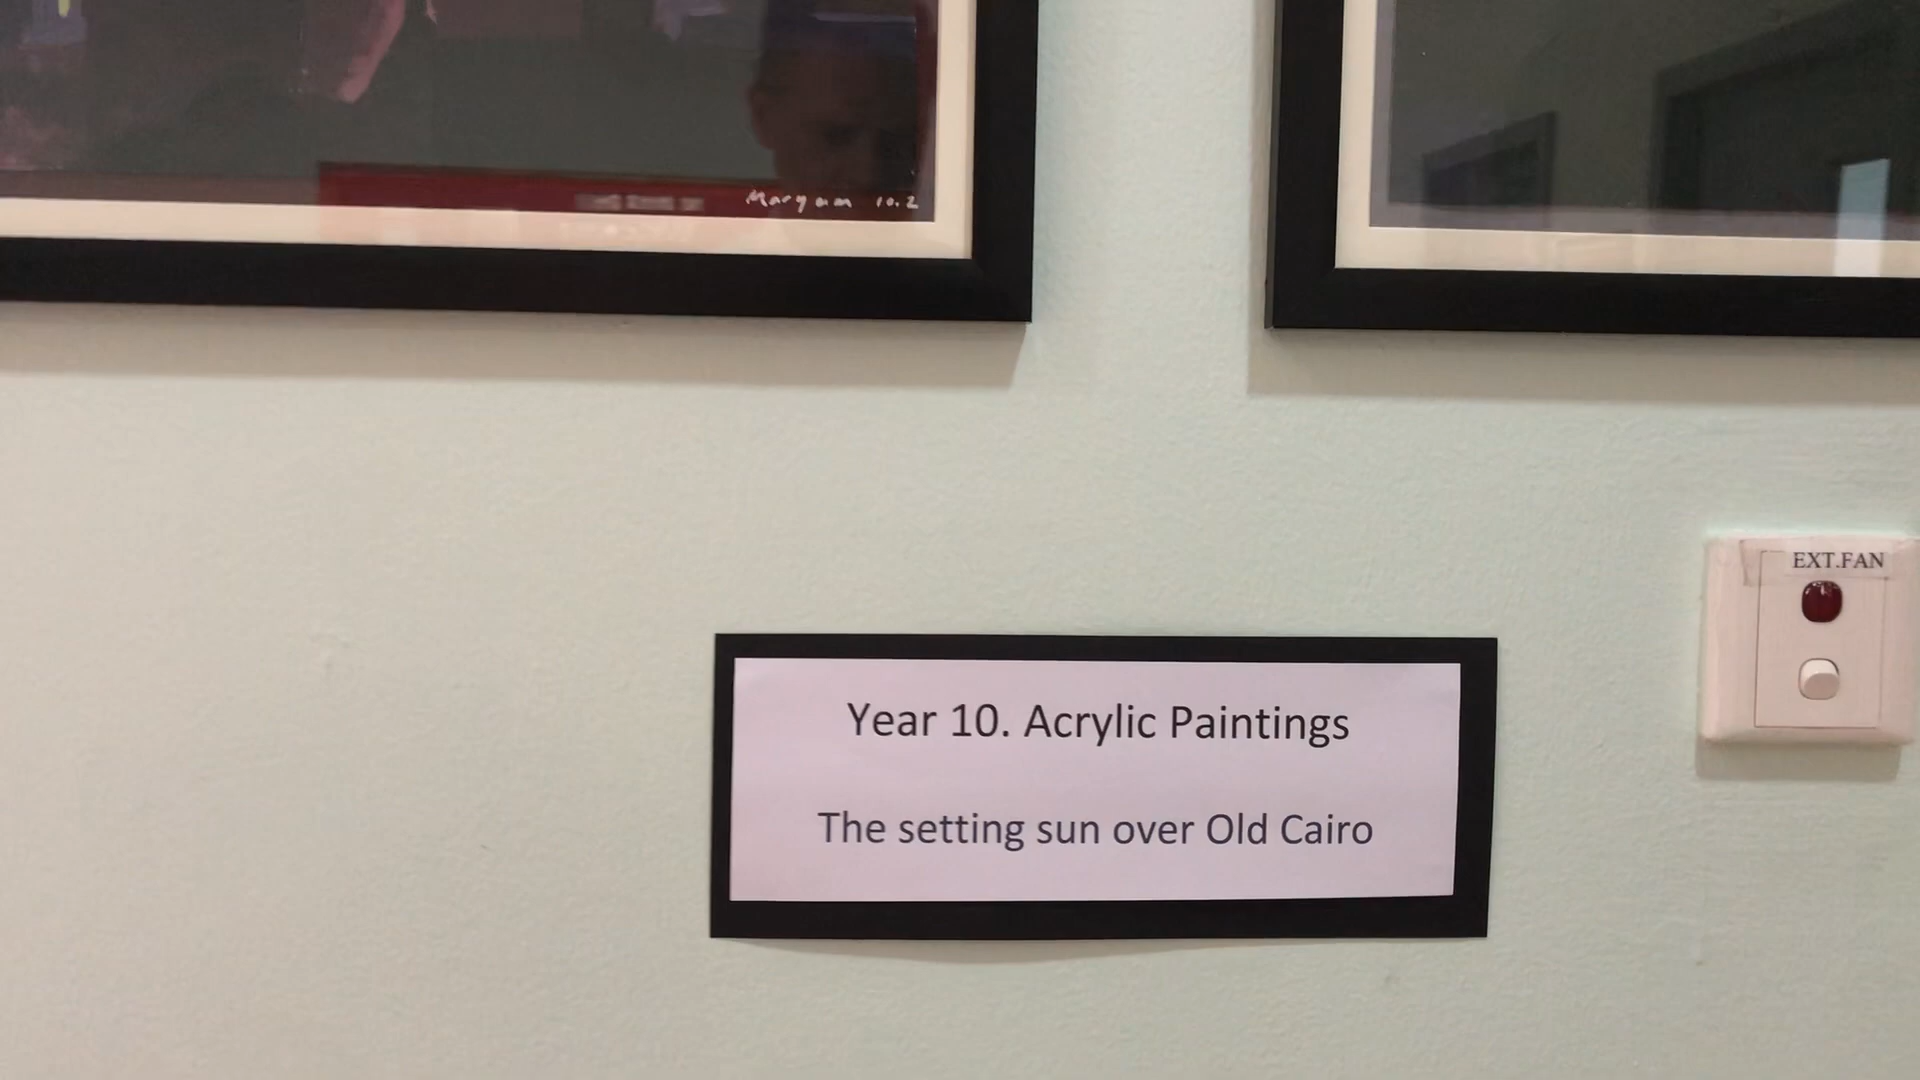 Maryam 10.2
EXT.FAN
Year 10. Acrylic Paintings
The setting sun over Old Cairo